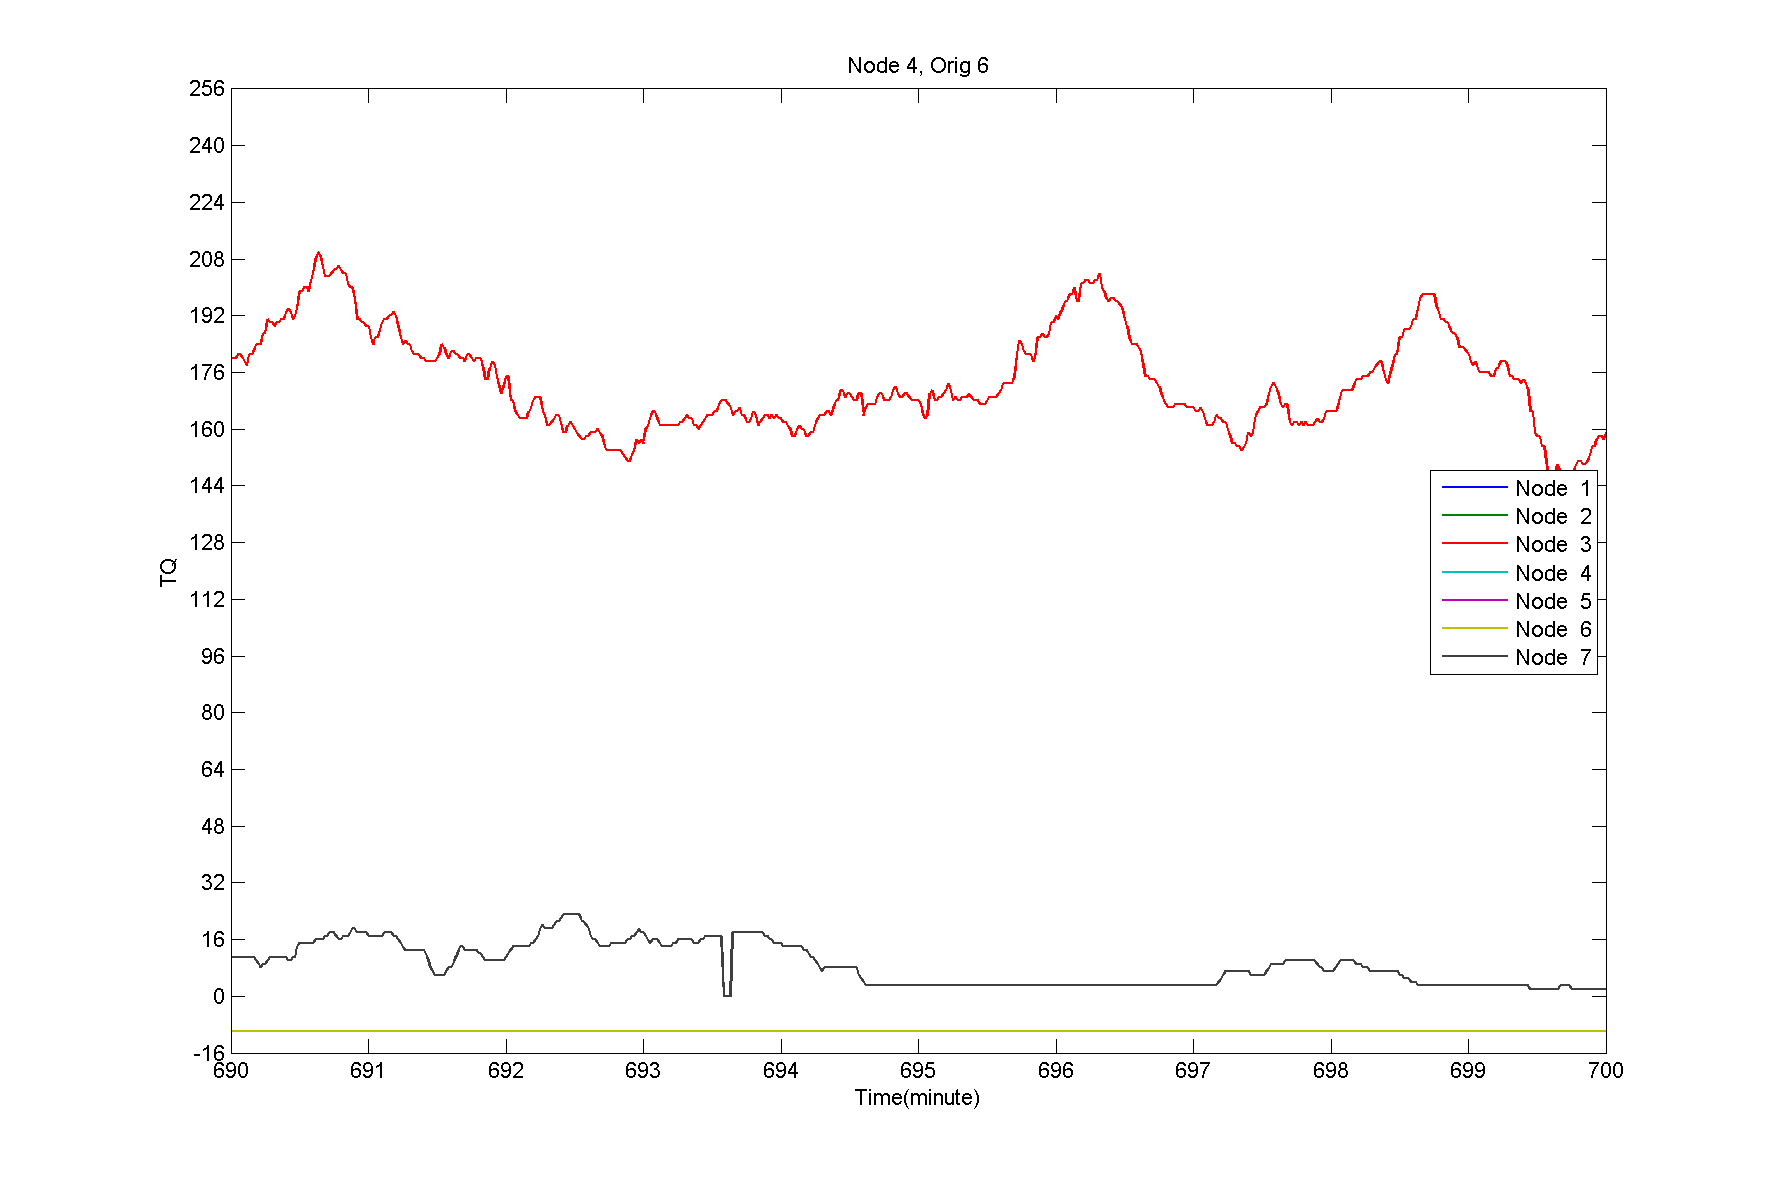 Node 4, Orig 6
256
240
224
208
192
176
160
144
128
112
96
80
64
48
32
16
0
-16
TQ
Node 1
Node 2
Node 3
Node 4
Node 5
Node 6
Node 7
690 691 692 693 694 695 696 697 698 699 700
Time(minute)